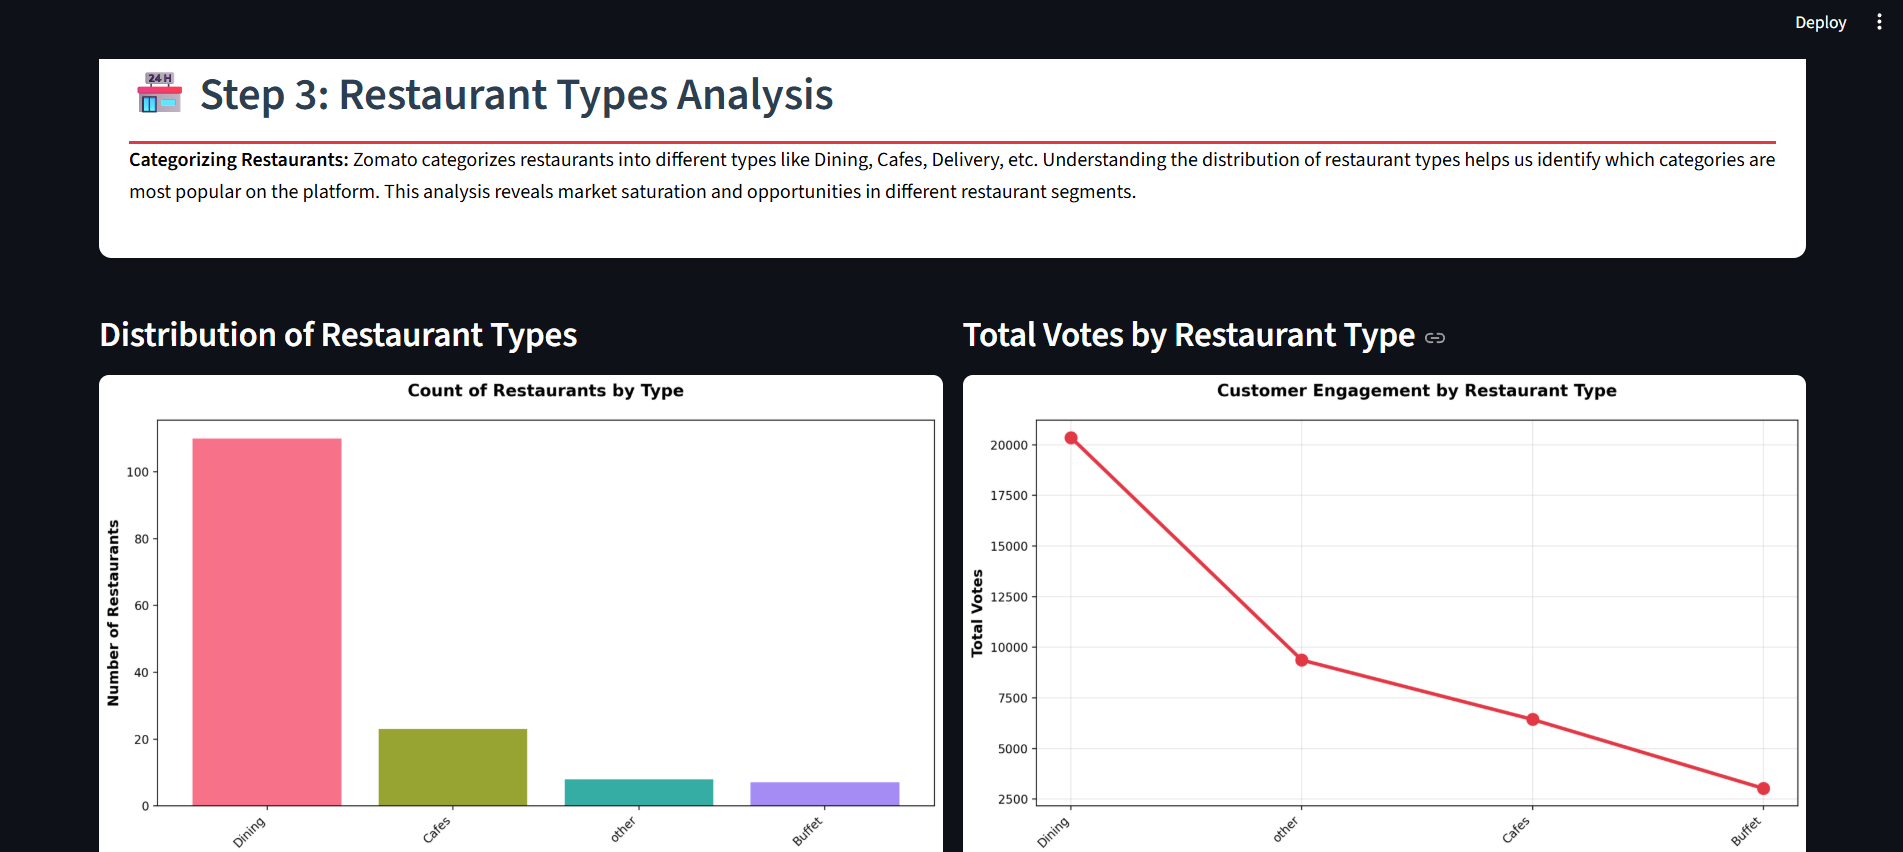 Deploy
24 H
Step 3: Restaurant Types Analysis
Categorizing Restaurants: Zomato categorizes restaurants into different types like Dining, Cafes, Delivery, etc. Understanding the distribution of restaurant types helps us identify which categories are
most popular on the platform. This analysis reveals market saturation and opportunities in different restaurant segments.
Distribution of Restaurant Types
Count of Restaurants by Type
Number of Restaurants
100
80
60
40
20
0
Dining
Cafes
other
Buffet
Total Votes by Restaurant Type
Customer Engagement by Restaurant Type
Total Votes
20000
17500
15000
12500
10000
7500
5000
2500
Dining
other
Cafes
Buffet